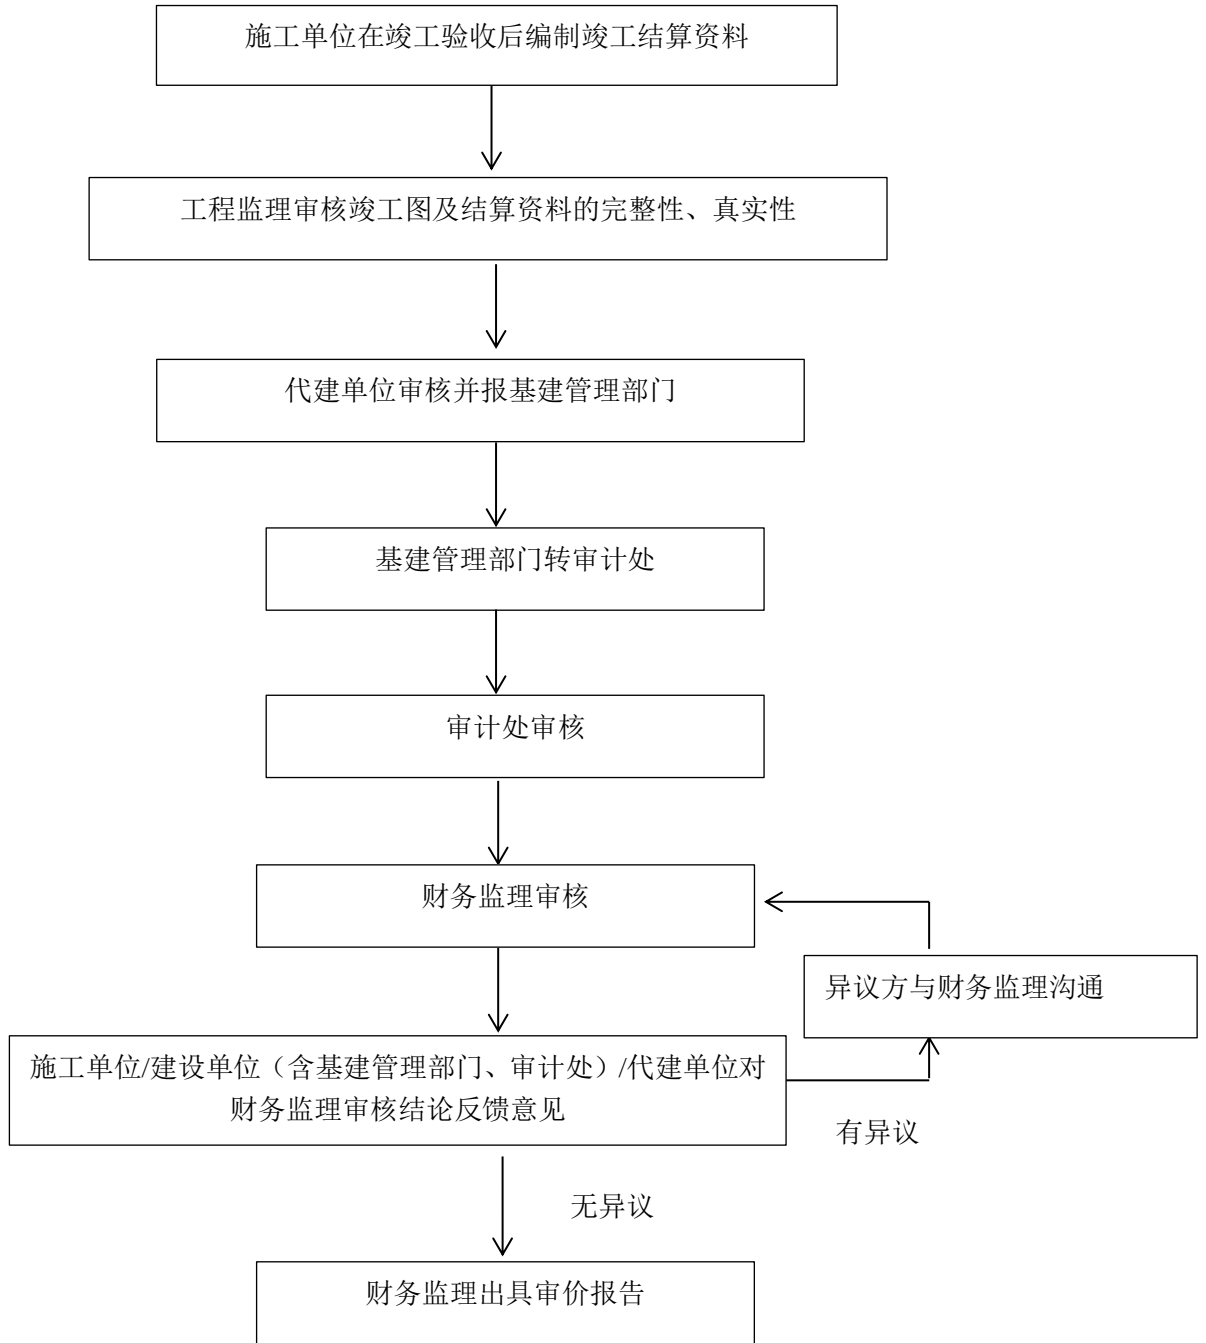 施工单位在竣工验收后编制竣工结算资料
工程监理审核竣工图及结算资料的完整性、真实性
代建单位审核并报基建管理部门
基建管理部门转审计处
审计处审核
财务监理审核
异议方与财务监理沟通
施工单位/建设单位（含基建管理部门、审计处）/代建单位对
财务监理审核结论反馈意见
有异议
无异议
财务监理出具审价报告